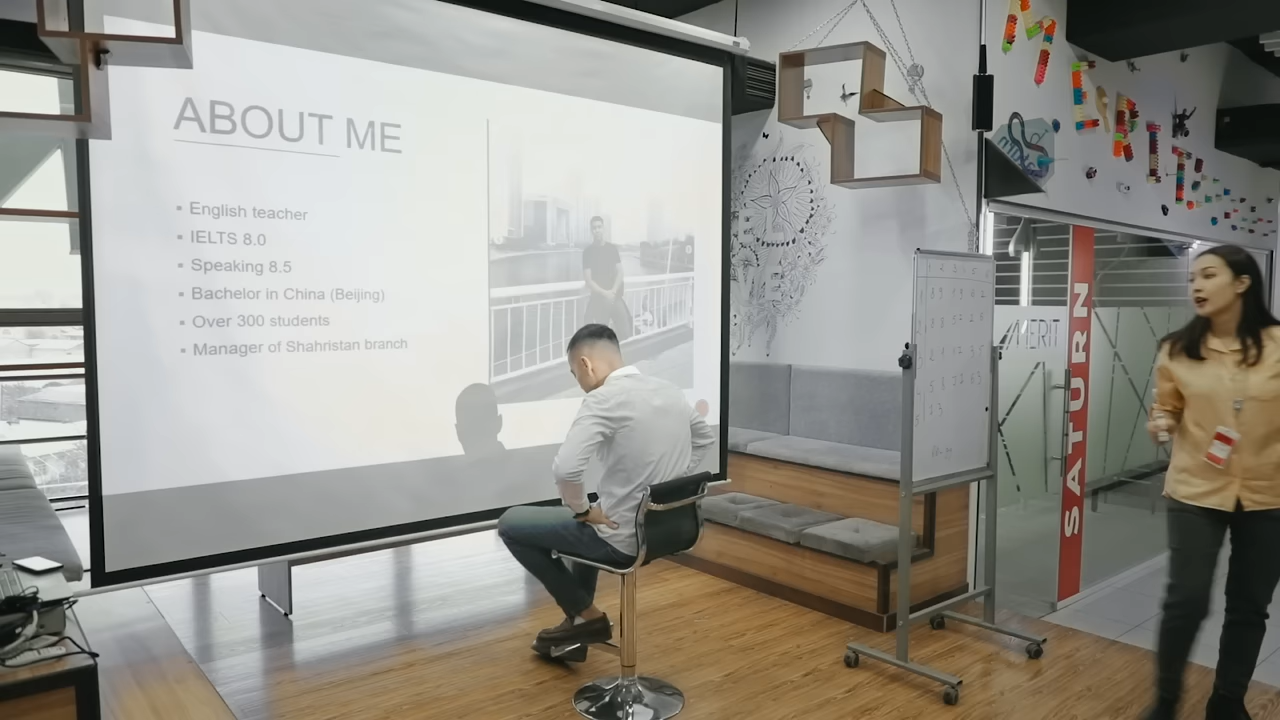 ABOUT ME
▪ English teacher
▪ IELTS 8.0
▪ Speaking 8.5
▪ Bachelor in China (Beijing)
▪ Over 300 students
▪ Manager of Shahristan branch
MERIT
MERIT
SATURN